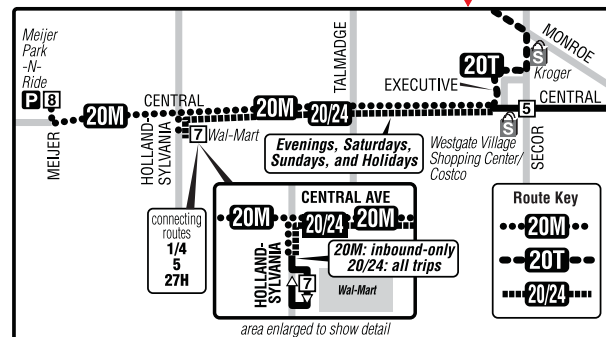 Meijer
Park
-N-
Ride
P
8
20M
MEIJER
CENTRAL
HOLLAND-
SYLVANIA
7
Wal-Mart
20M
20/24
TALMADGE
Evenings, Saturdays,
Sundays, and Holidays
EXECUTIVE
20T
MONROE
S
Kroger
5
CENTRAL
S
Westgate Village
Shopping Center/
Costco
SECOR
connecting
routes
1/4
5
27H
CENTRAL AVE
20M
20/24
20M
HOLLAND-
SYLVANIA
20M: inbound-only
20/24: all trips
7
Wal-Mart
area enlarged to show detail
Route Key
20M
20T
20/24